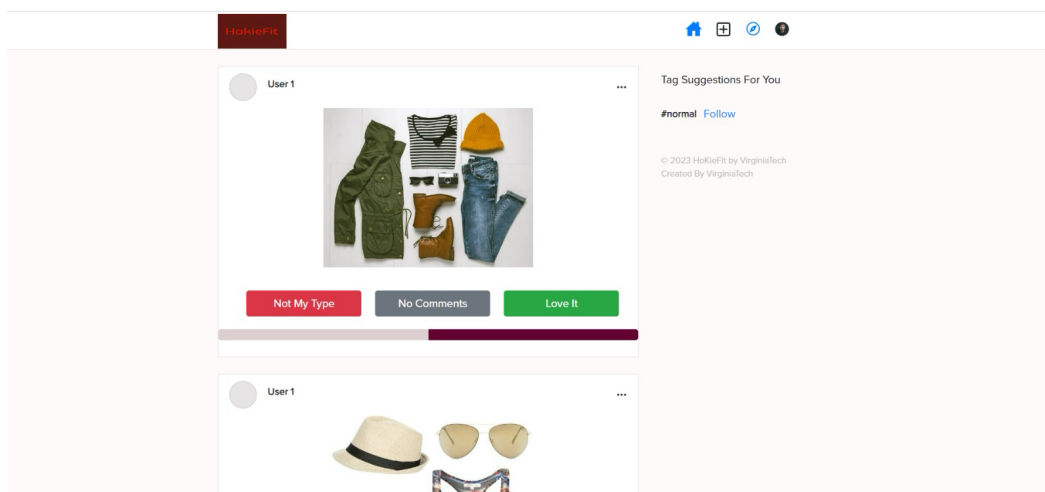 HokieFit
User 1
...
Not My Type
No Comments
Love It
Tag Suggestions For You
#normal Follow
© 2023 HoKieFit by VirginiaTech
Created By VirginiaTech
User 1
...